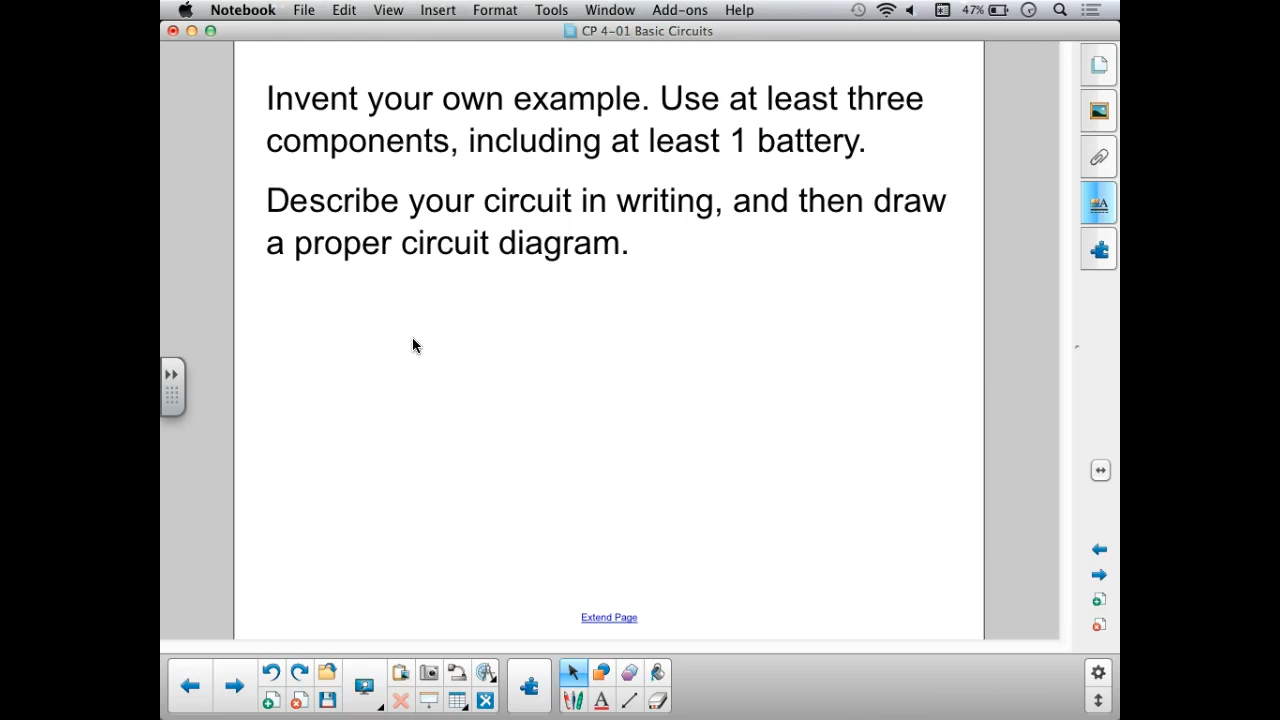 Notebook File Edit View Insert Format Tools Window Add-ons Help 47%
CP 4-01 Basic Circuits
Invent your own example. Use at least three
components, including at least 1 battery.
Describe your circuit in writing, and then draw
a proper circuit diagram.
Extend Page